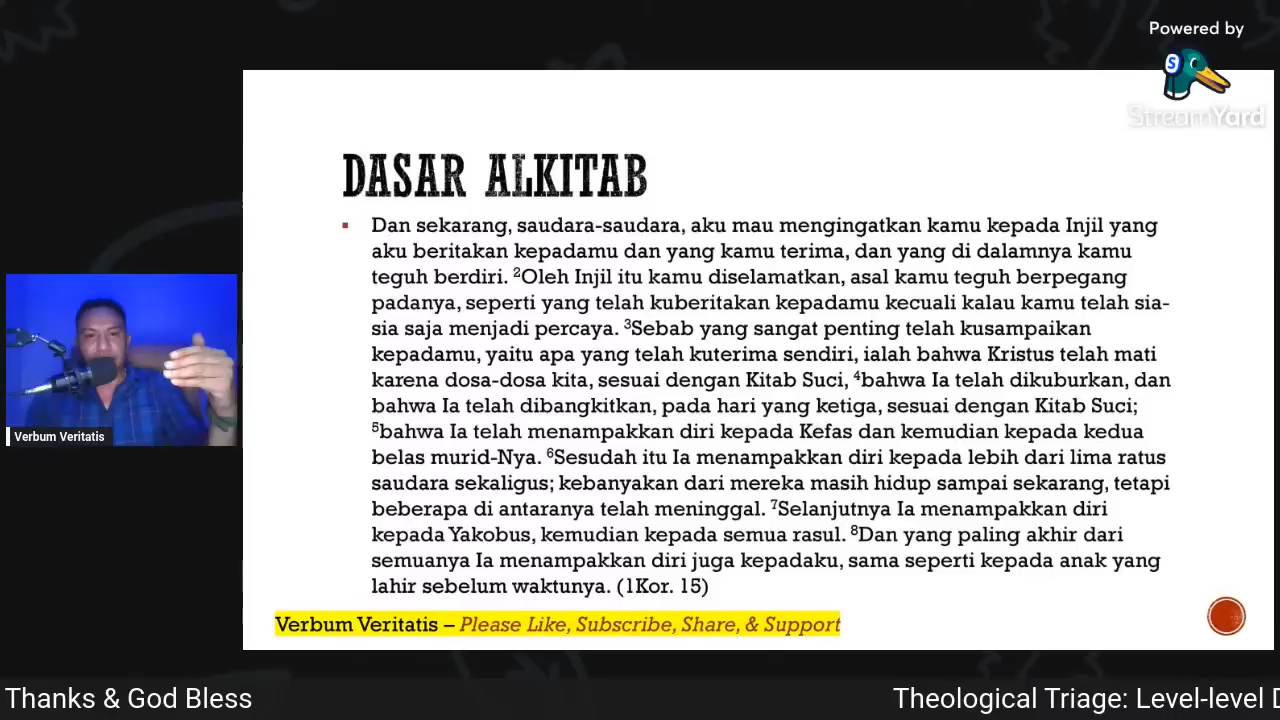 Powered by
StreamYard
DASAR ALKITAB
Dan sekarang, saudara-saudara, aku mau mengingatkan kamu kepada Injil yang
aku beritakan kepadamu dan yang kamu terima, dan yang di dalamnya kamu
teguh berdiri. ²Oleh Injil itu kamu diselamatkan, asal kamu teguh berpegang
padanya, seperti yang telah kuberitakan kepadamu kecuali kalau kamu telah sia-
sia saja menjadi percaya. ³Sebab yang sangat penting telah kusampaikan
kepadamu, yaitu apa yang telah kuterima sendiri, ialah bahwa Kristus telah mati
karena dosa-dosa kita, sesuai dengan Kitab Suci, ⁴bahwa Ia telah dikuburkan, dan
bahwa Ia telah dibangkitkan, pada hari yang ketiga, sesuai dengan Kitab Suci;
⁵bahwa Ia telah menampakkan diri kepada Kefas dan kemudian kepada kedua
belas murid-Nya. ⁶Sesudah itu Ia menampakkan diri kepada lebih dari lima ratus
saudara sekaligus; kebanyakan dari mereka masih hidup sampai sekarang, tetapi
beberapa di antaranya telah meninggal. ⁷Selanjutnya Ia menampakkan diri
kepada Yakobus, kemudian kepada semua rasul. ⁸Dan yang paling akhir dari
semuanya Ia menampakkan diri juga kepadaku, sama seperti kepada anak yang
lahir sebelum waktunya. (1Kor. 15)
Verbum Veritatis
Verbum Veritatis – Please Like, Subscribe, Share, & Support
Thanks & God Bless
Theological Triage: Level-level D